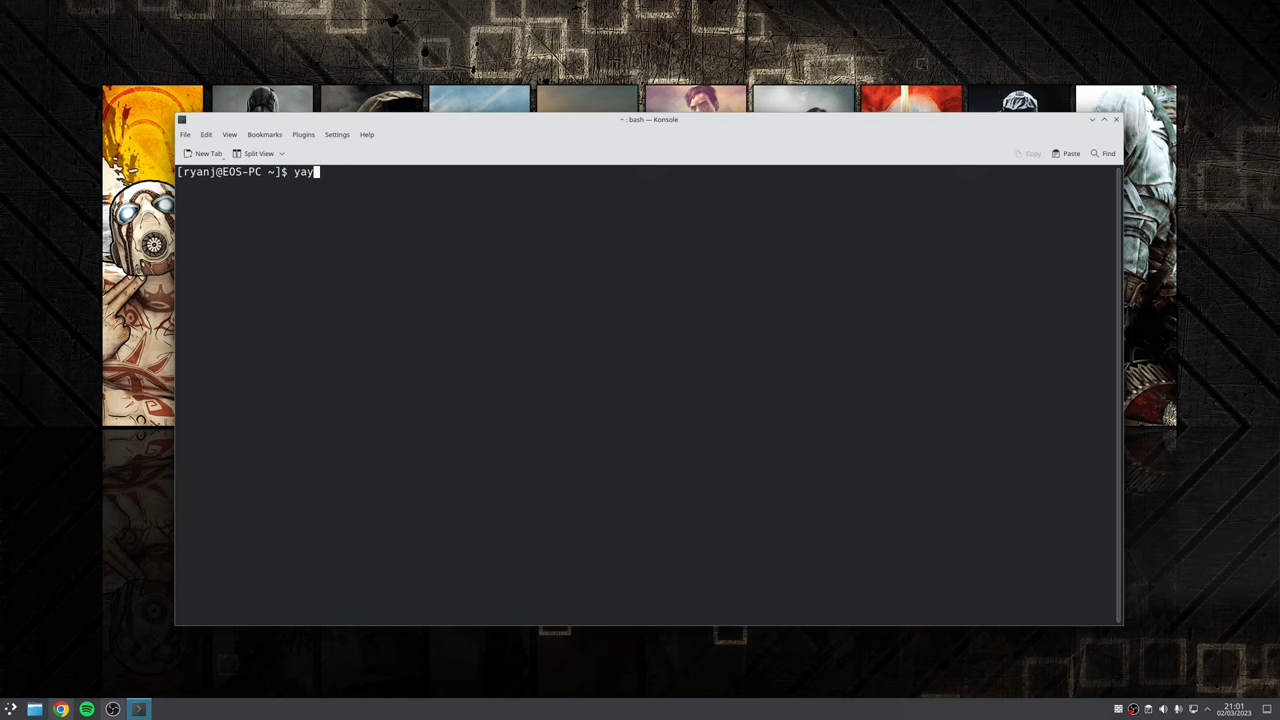 ~ : bash — Konsole
File Edit View Bookmarks Plugins Settings Help
New Tab Split View Copy Paste Find
[ryanj@EOS-PC ~]$ yay
21:01
02/03/2023